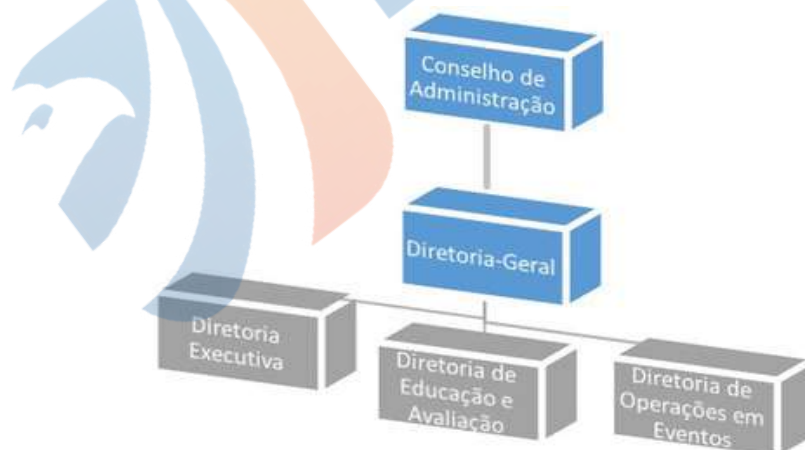 Conselho de
Administração
Diretoria-Geral
Diretoria
Executiva
Diretoria de
Educação e
Avaliação
Diretoria de
Operações em
Eventos